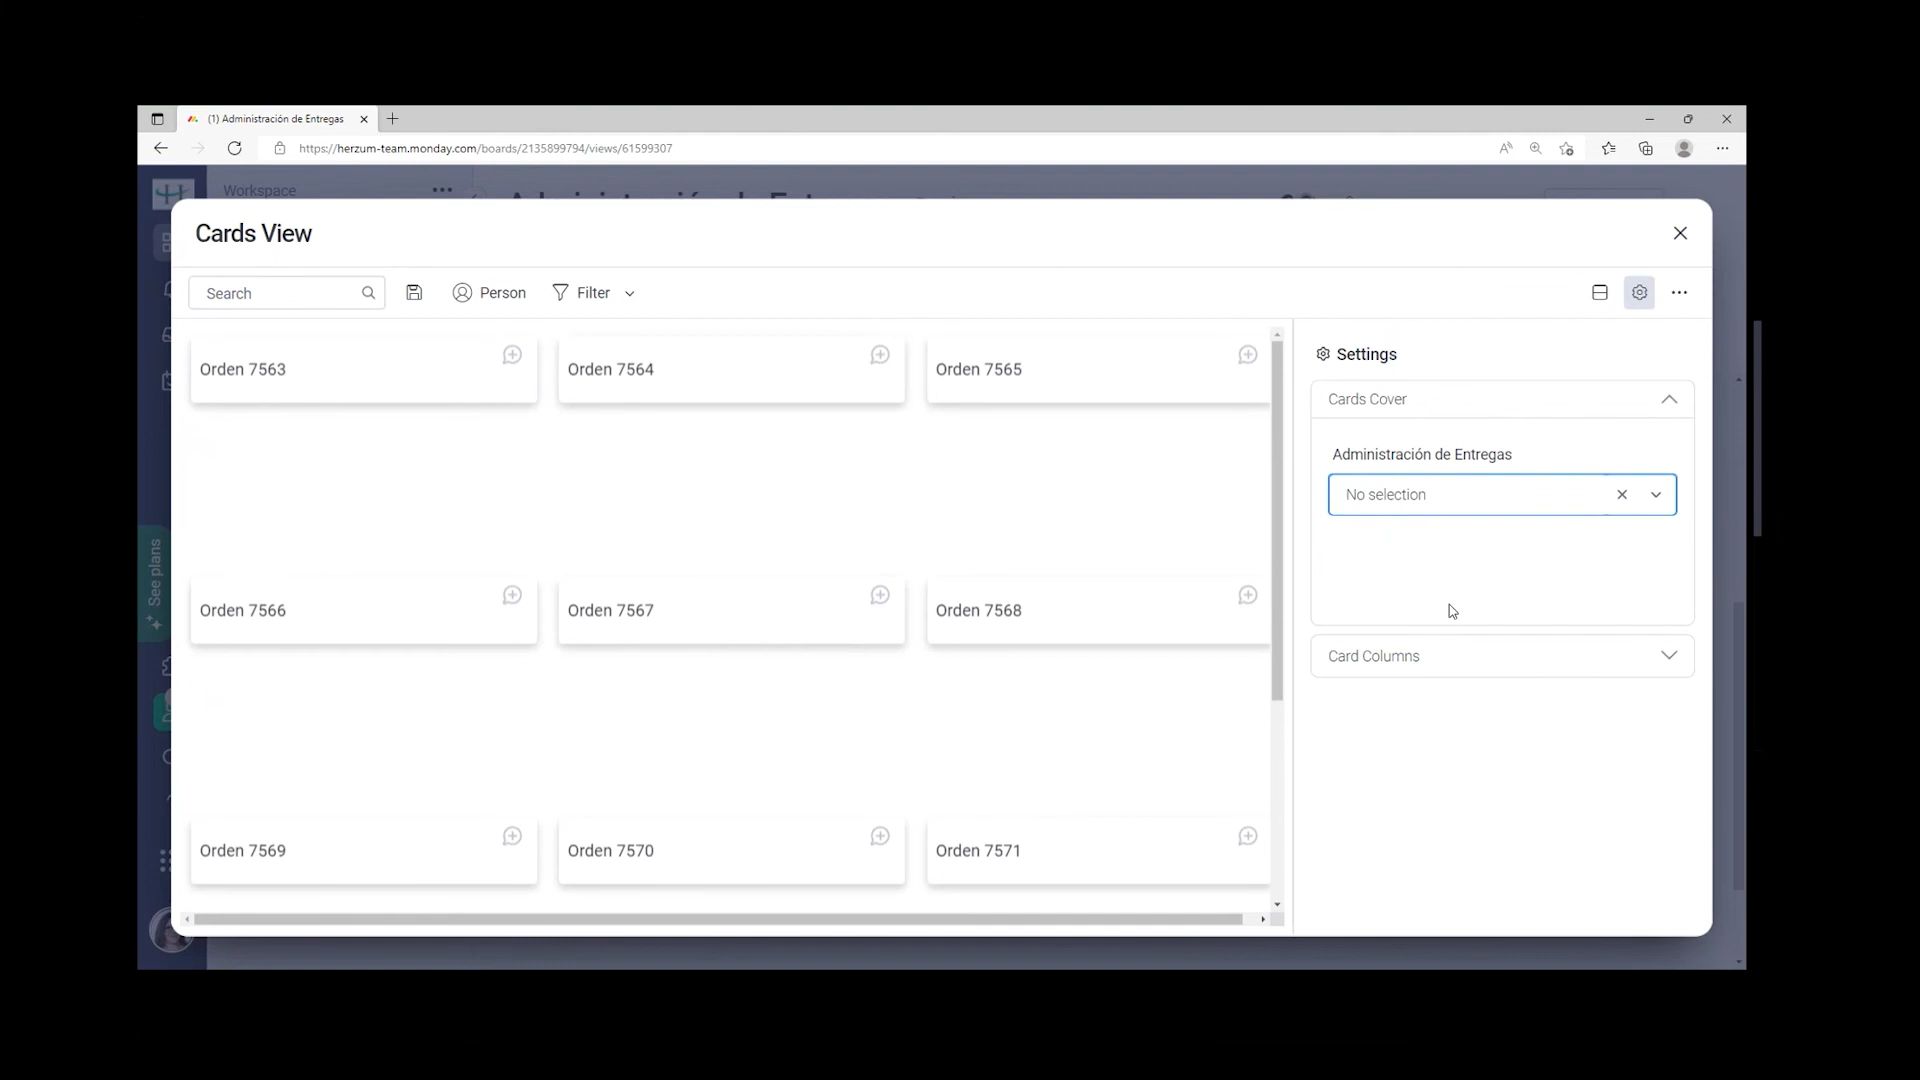 (1) Administración de Entregas
https://herzum-team.monday.com/boards/2135899794/views/61599307
Workspace
Cards View
Search
Person
Filter
Orden 7563
Orden 7564
Orden 7565
Orden 7566
Orden 7567
Orden 7568
Orden 7569
Orden 7570
Orden 7571
Settings
Cards Cover
Administración de Entregas
No selection
Card Columns
See plans